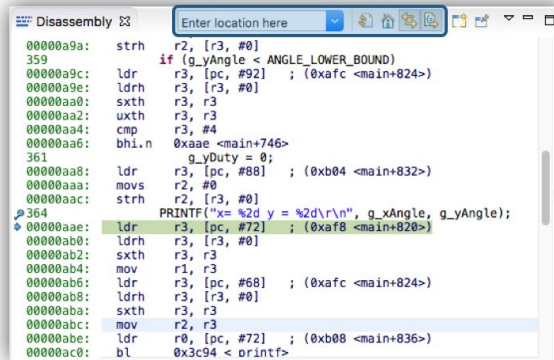 Disassembly
Enter location here
00000a9a: strh r2, [r3, #0]
359 if (g_yAngle < ANGLE_LOWER_BOUND)
00000a9c: ldr r3, [pc, #92] ; (0xafc <main+824>)
00000a9e: ldrh r3, [r3, #0]
00000aa0: sxth r3, r3
00000aa2: uxth r3, r3
00000aa4: cmp r3, #4
00000aa6: bhi.n 0xaae <main+746>
361 g_yDuty = 0;
00000aa8: ldr r3, [pc, #88] ; (0xb04 <main+832>)
00000aaa: movs r2, #0
00000aac: strh r2, [r3, #0]
364 PRINTF("x= %2d y = %2d\r\n", g_xAngle, g_yAngle);
00000aae: ldr r3, [pc, #72] ; (0xaf8 <main+820>)
00000ab0: ldrh r3, [r3, #0]
00000ab2: sxth r3, r3
00000ab4: mov r1, r3
00000ab6: ldr r3, [pc, #68] ; (0xafc <main+824>)
00000ab8: ldrh r3, [r3, #0]
00000aba: sxth r3, r3
00000abc: mov r2, r3
00000abe: ldr r0, [pc, #72] ; (0xb08 <main+836>)
00000ac0: bl 0x3c94 < printf>